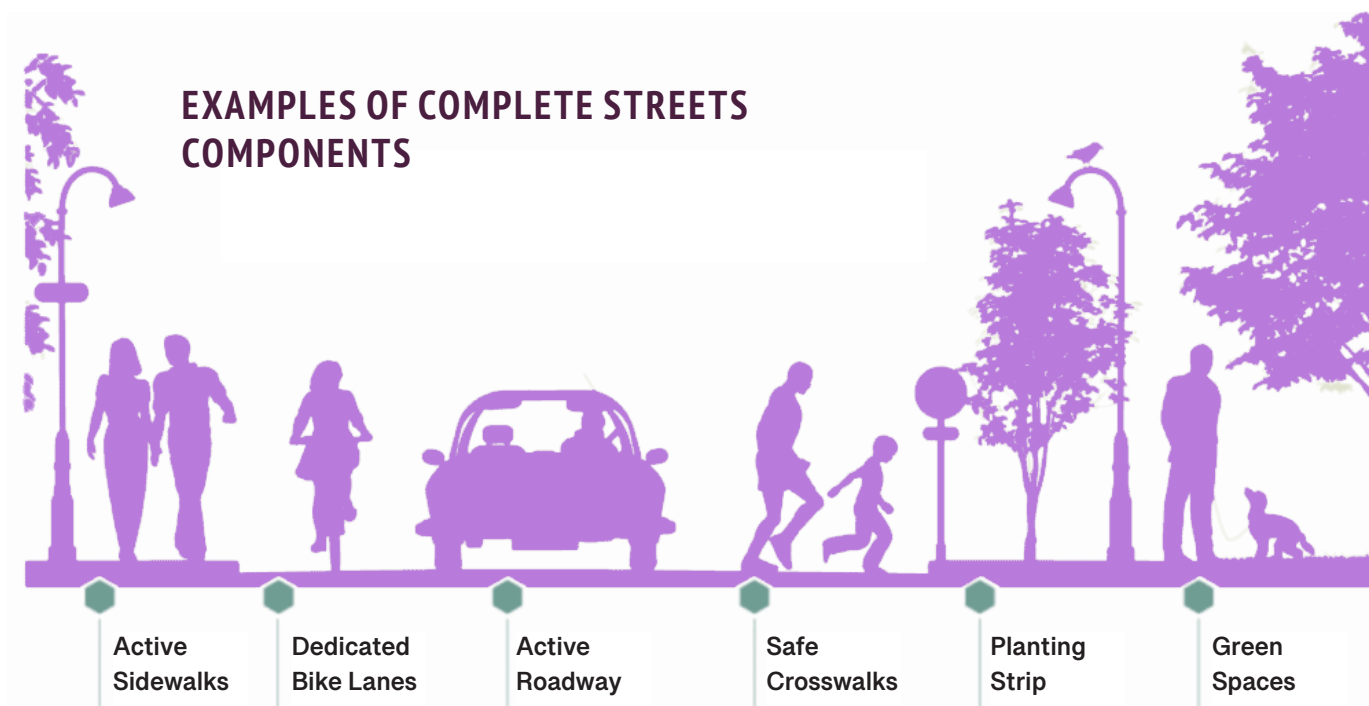 EXAMPLES OF COMPLETE STREETS
COMPONENTS
Active
Sidewalks
Dedicated
Bike Lanes
Active
Roadway
Safe
Crosswalks
Planting
Strip
Green
Spaces